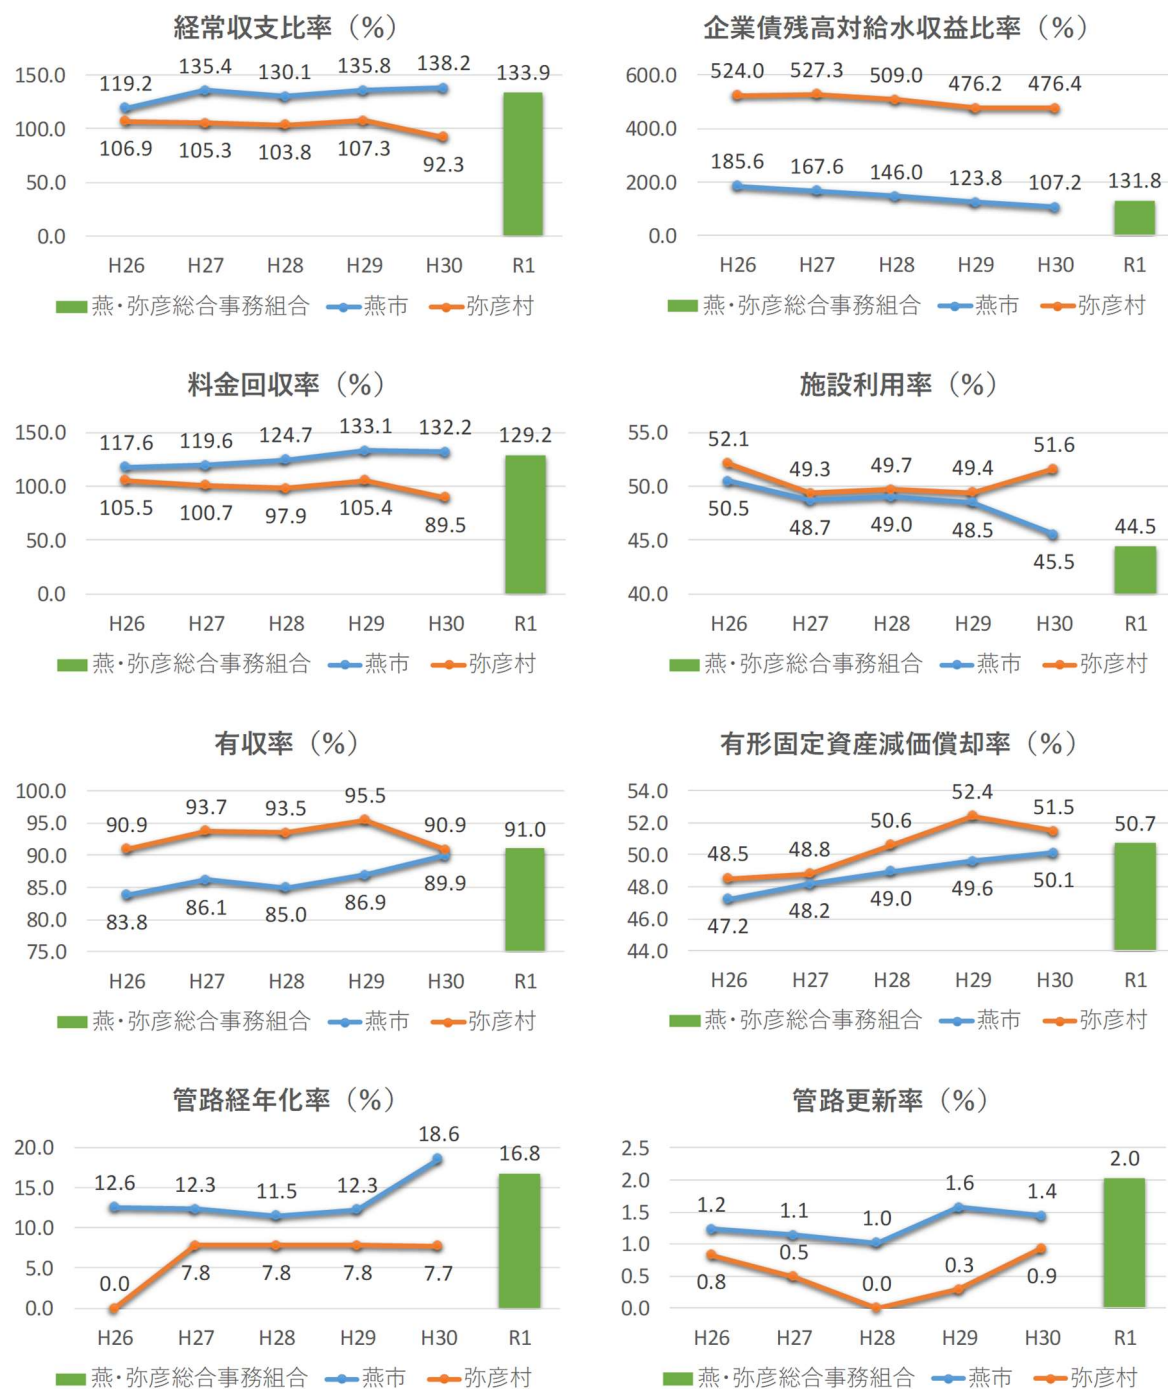 経常収支比率（%）
119.2 135.4 130.1 135.8 138.2 133.9
150.0
100.0
106.9 105.3 103.8 107.3 92.3
50.0
0.0
H26 H27 H28 H29 H30 R1
燕・弥彦総合事務組合 燕市 弥彦村
企業債残高対給水収益比率（%）
600.0
524.0 527.3 509.0 476.2 476.4
400.0
185.6 167.6 146.0 123.8 107.2 131.8
200.0
0.0
H26 H27 H28 H29 H30 R1
燕・弥彦総合事務組合 燕市 弥彦村
料金回収率（%）
150.0
117.6 119.6 124.7 133.1 132.2 129.2
100.0
105.5 100.7 97.9 105.4 89.5
50.0
0.0
H26 H27 H28 H29 H30 R1
燕・弥彦総合事務組合 燕市 弥彦村
施設利用率（%）
55.0
52.1 49.3 49.7 49.4 51.6
50.0
50.5 48.7 49.0 48.5 45.5 44.5
45.0
40.0
H26 H27 H28 H29 H30 R1
燕・弥彦総合事務組合 燕市 弥彦村
有収率（%）
100.0
95.0
90.9 93.7 93.5 95.5 90.9 91.0
90.0
85.0
83.8 86.1 85.0 86.9 89.9
80.0
75.0
H26 H27 H28 H29 H30 R1
燕・弥彦総合事務組合 燕市 弥彦村
有形固定資産減価償却率（%）
54.0
52.0
48.5 48.8 50.6 52.4 51.5 50.7
50.0
48.0
47.2 48.2 49.0 49.6 50.1
46.0
44.0
H26 H27 H28 H29 H30 R1
燕・弥彦総合事務組合 燕市 弥彦村
管路経年化率（%）
20.0
12.6 12.3 11.5 12.3 18.6 16.8
15.0
10.0
0.0 7.8 7.8 7.8 7.7
5.0
0.0
H26 H27 H28 H29 H30 R1
燕・弥彦総合事務組合 燕市 弥彦村
管路更新率（%）
2.5
2.0
1.2 1.1 1.0 1.6 1.4 2.0
1.5
1.0
0.8 0.5 0.0 0.3 0.9
0.5
0.0
H26 H27 H28 H29 H30 R1
燕・弥彦総合事務組合 燕市 弥彦村